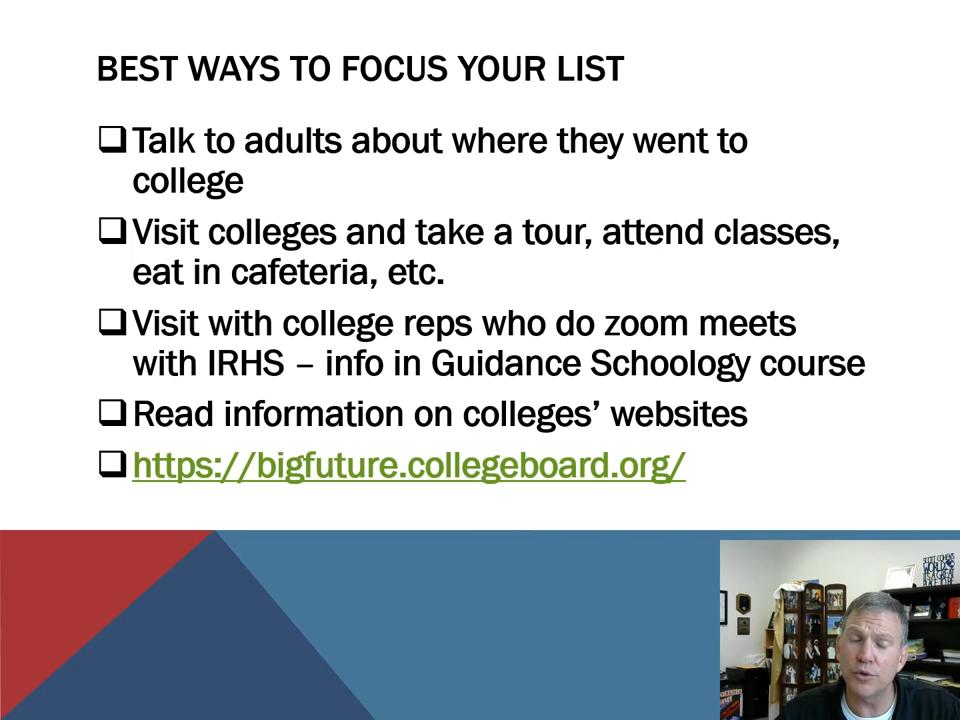 BEST WAYS TO FOCUS YOUR LIST
Talk to adults about where they went to
college
Visit colleges and take a tour, attend classes,
eat in cafeteria, etc.
Visit with college reps who do zoom meets
with IRHS – info in Guidance Schoology course
Read information on colleges’ websites
https://bigfuture.collegeboard.org/